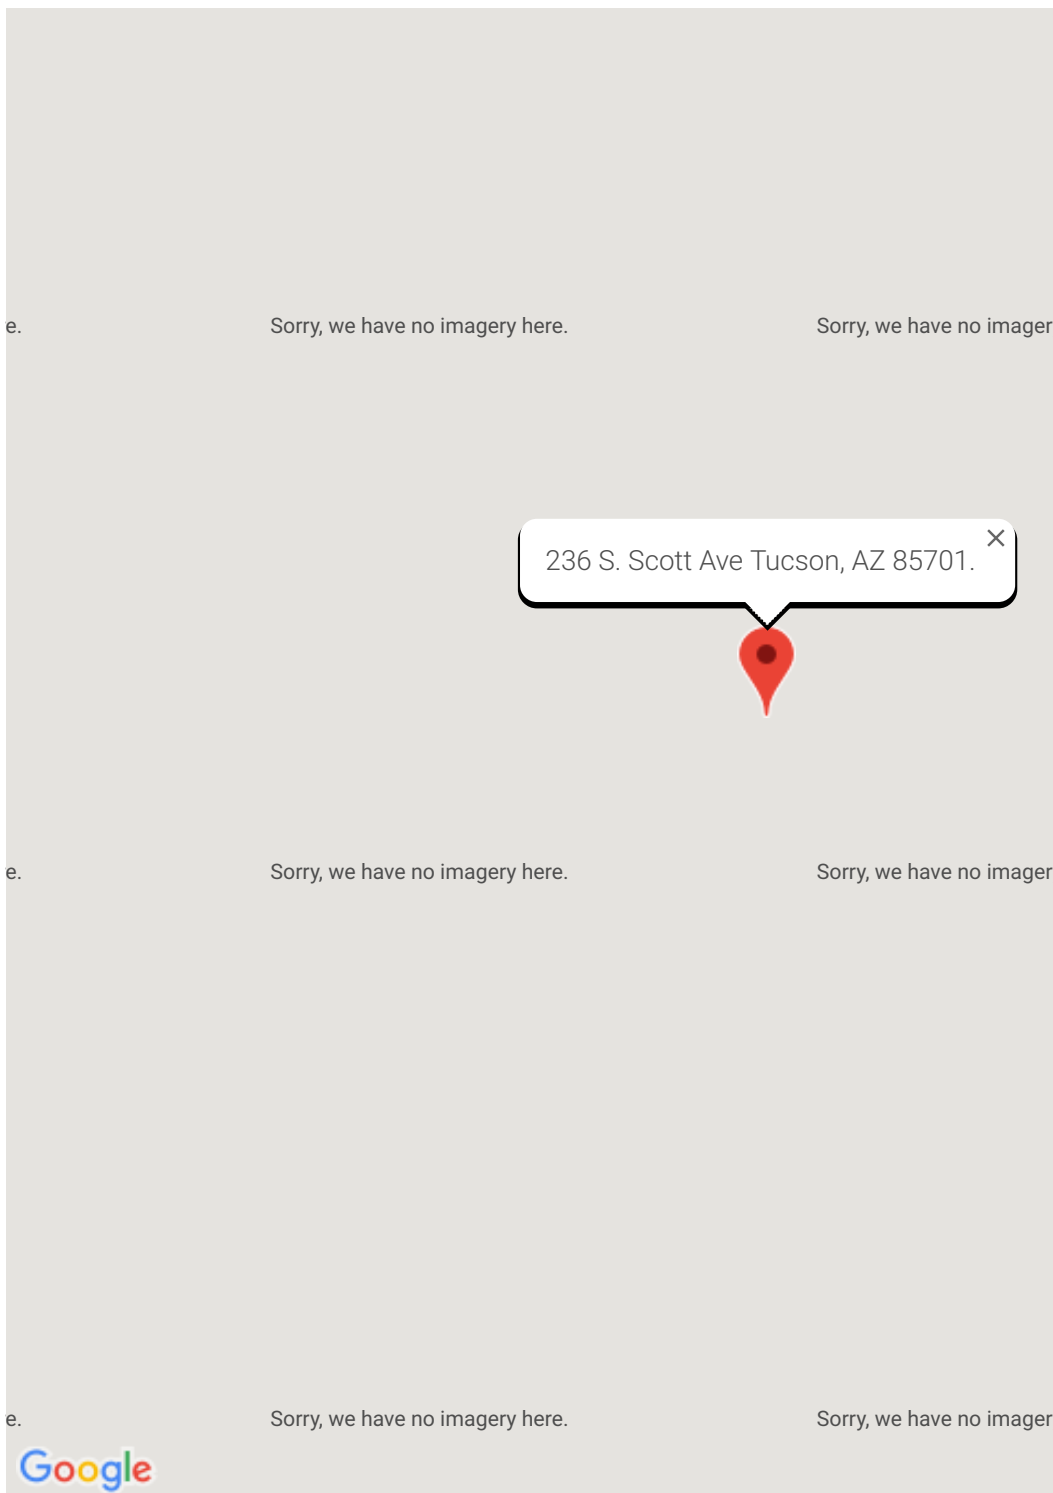 e. Sorry, we have no imagery here. Sorry, we have no imager
236 S. Scott Ave Tucson, AZ 85701.
e. Sorry, we have no imagery here. Sorry, we have no imager
e. Sorry, we have no imagery here. Sorry, we have no imager
Google